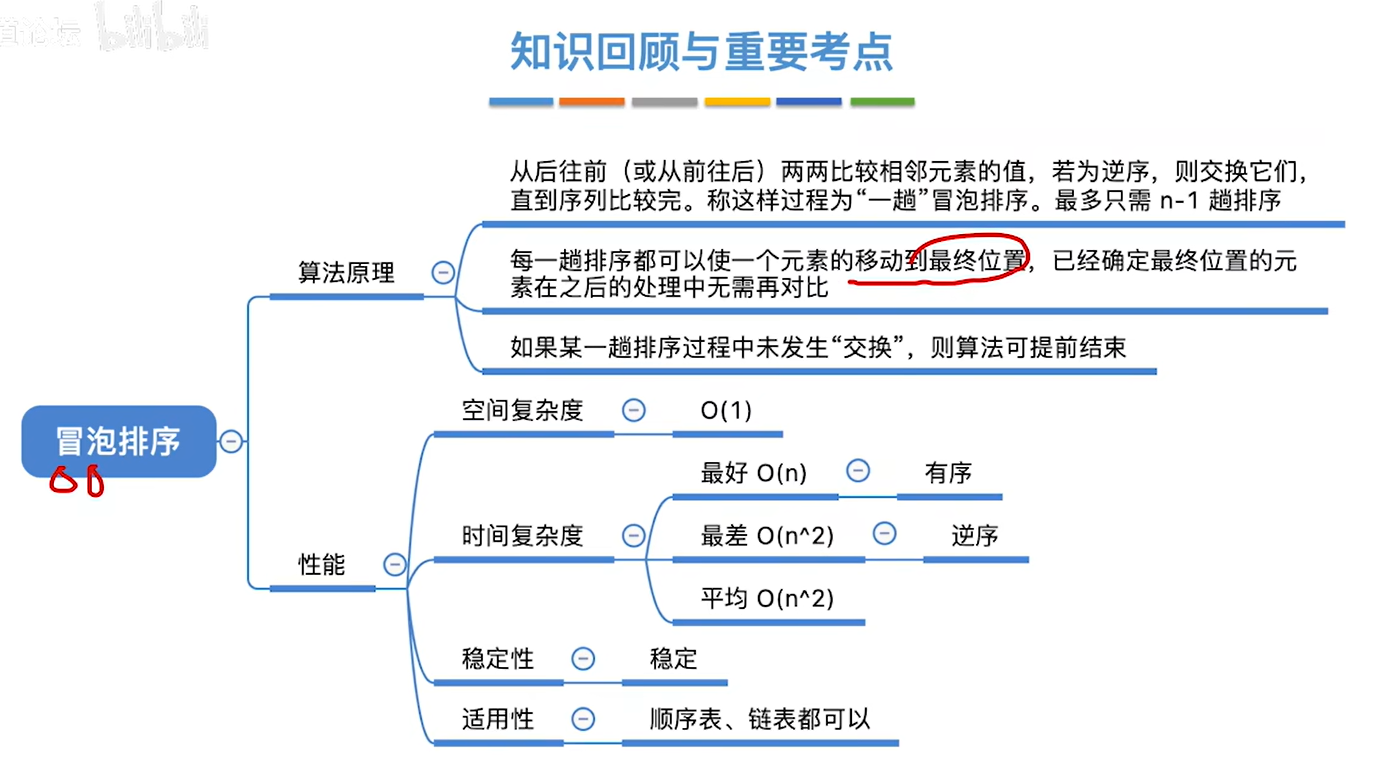 论坛 bilibili
知识回顾与重要考点
从后往前（或从前往后）两两比较相邻元素的值，若为逆序，则交换它们，
直到序列比较完。称这样过程为“一趟”冒泡排序。最多只需 n-1 趟排序
算法原理
每一趟排序都可以使一个元素的移动到最终位置，已经确定最终位置的元
素在之后的处理中无需再对比
如果某一趟排序过程中未发生“交换”，则算法可提前结束
冒泡排序
性能
空间复杂度
O(1)
时间复杂度
最好 O(n)
有序
最差 O(n^2)
逆序
平均 O(n^2)
稳定性
稳定
适用性
顺序表、链表都可以